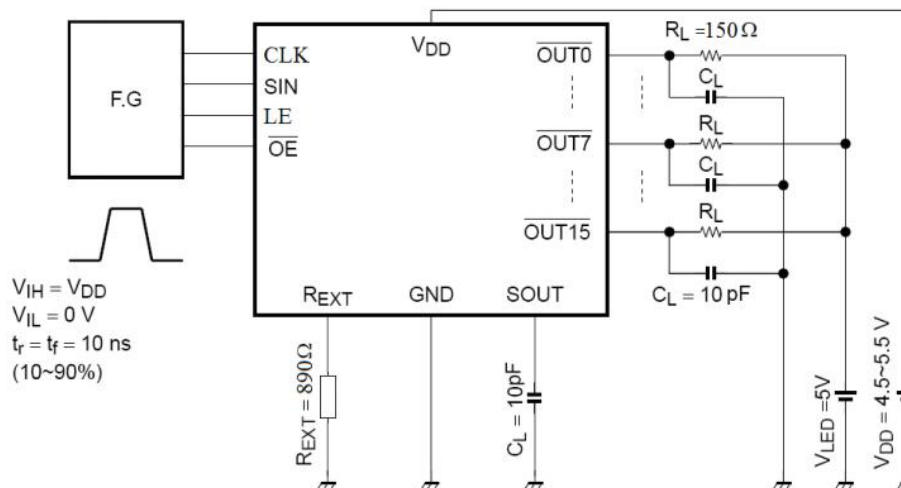 F.G
CLK
SIN
LE
OE
VDD
OUT0
OUT7
OUT15
REXT
GND
SOUT
RL =150Ω
CL
RL
CL
RL
CL = 10 pF
VIH = VDD
VIL = 0 V
tr = tf = 10 ns
(10~90%)
REXT = 890Ω
CL = 10pF
VLED =5V
VDD = 4.5~5.5 V